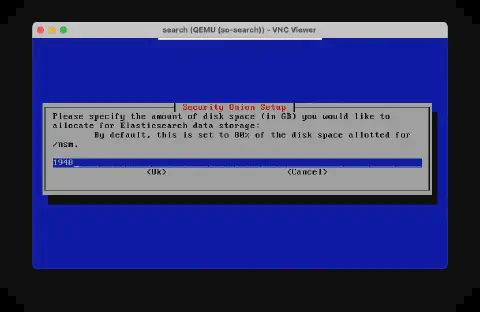 search (QEMU (so-search)) - VNC Viewer
Security Onion Setup
Please specify the amount of disk space (in GB) you would like to
allocate for Elasticsearch data storage:
By default, this is set to 80% of the disk space allotted for
/nsm.
1940_
<Ok> <Cancel>